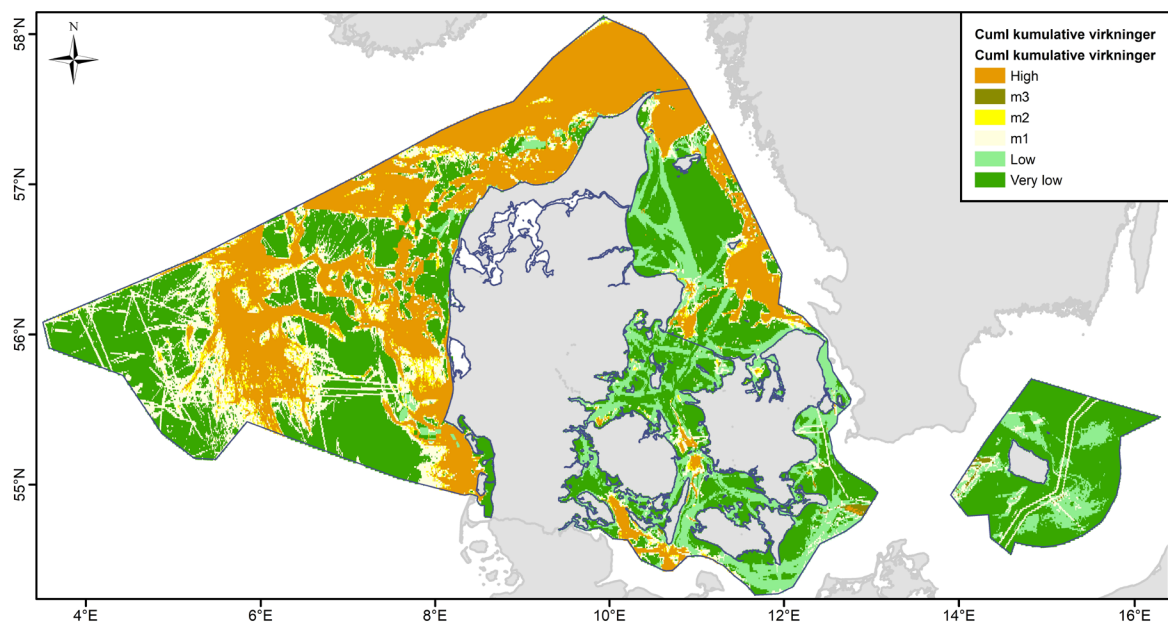 N
58°N
57°N
56°N
55°N
4°E
6°E
8°E
10°E
12°E
14°E
16°E
Cuml kumulative virkninger
Cuml kumulative virkninger
High
m3
m2
m1
Low
Very low